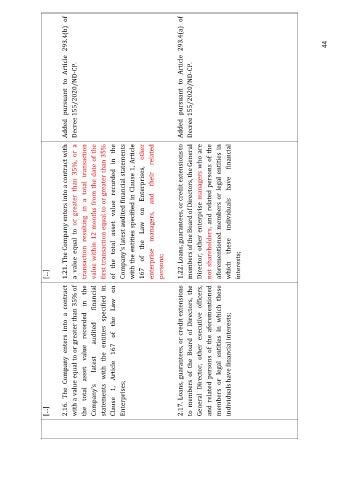 [...]
2.16. The Company enters into a contract
with a value equal to or greater than 35% of
the total asset value recorded in the
Company's latest audited financial
statements with the entities specified in
Clause 1, Article 167 of the Law on
Enterprises;
2.17. Loans, guarantees, or credit extensions
to members of the Board of Directors, the
General Director, other executive officers,
and related persons of the aforementioned
members or legal entities in which these
individuals have financial interests;
[...]
1.21. The Company enters into a contract with
a value equal to or greater than 35%, or a
transaction resulting in a total transaction
value within 12 months from the date of the
first transaction equal to or greater than 35%
of the total asset value recorded in the
Company's latest audited financial statements
with the entities specified in Clause 1, Article
167 of the Law on Enterprises, other
enterprise managers, and their related
persons;
1.22. Loans, guarantees, or credit extensions to
members of the Board of Directors, the General
Director, other enterprise managers who are
not shareholders, and related persons of the
aforementioned members or legal entities in
which these individuals have financial
interests;
Added pursuant to Article 293.4(b) of
Decree 155/2020/ND-CP.
Added pursuant to Article 293.4(a) of
Decree 155/2020/ND-CP.
44